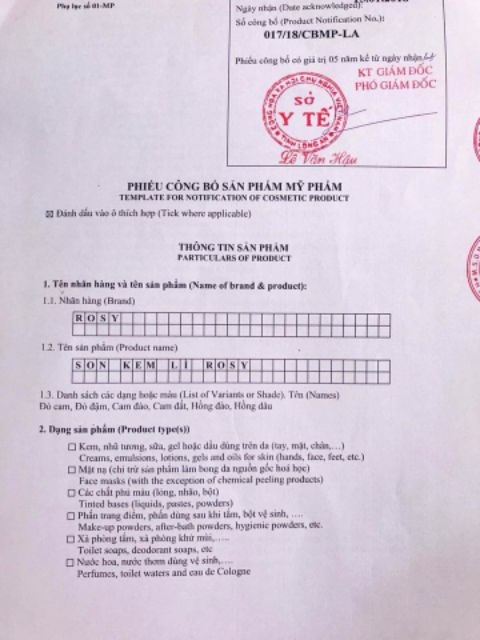 Phụ lục số 01-MP
Ngày nhận (Date acknowledged):
Số công bố (Product Notification No.):
017/18/CBMP-LA
Phiếu công bố có giá trị 05 năm kể từ ngày nhận
KT GIÁM ĐỐC
PHÓ GIÁM ĐỐC
SỞ
Y TẾ
TỈNH LONG AN
Lê Văn Hậu
PHIẾU CÔNG BỐ SẢN PHẨM MỸ PHẨM
TEMPLATE FOR NOTIFICATION OF COSMETIC PRODUCT
☒ Đánh dấu vào ô thích hợp (Tick where applicable)
THÔNG TIN SẢN PHẨM
PARTICULARS OF PRODUCT
1. Tên nhãn hàng và tên sản phẩm (Name of brand & product):
1.1. Nhãn hàng (Brand)
ROSY
1.2. Tên sản phẩm (Product name)
SON KEM LÌ ROSY
1.3. Danh sách các dạng hoặc màu (List of Variants or Shade). Tên (Names)
Đỏ cam, Đỏ đậm, Cam đào, Cam đất, Hồng đào, Hồng dâu
2. Dạng sản phẩm (Product type(s))
☐ Kem, nhũ tương, sữa, gel hoặc dầu dùng trên da (tay, mặt, chân,…)
Creams, emulsions, lotions, gels and oils for skin (hands, face, feet, etc.)
☐ Mặt nạ (chỉ trừ sản phẩm làm bong da nguồn gốc hoá học)
Face masks (with the exception of chemical peeling products)
☐ Các chất phủ màu (lỏng, nhão, bột)
Tinted bases (liquids, pastes, powders)
☐ Phấn trang điểm, phấn dùng sau khi tắm, bột vệ sinh, ….
Make-up powders, after-bath powders, hygienic powders, etc.
☐ Xà phòng tắm, xà phòng khử mùi,…..
Toilet soaps, deodorant soaps, etc
☐ Nước hoa, nước thơm dùng vệ sinh,….
Perfumes, toilet waters and eau de Cologne